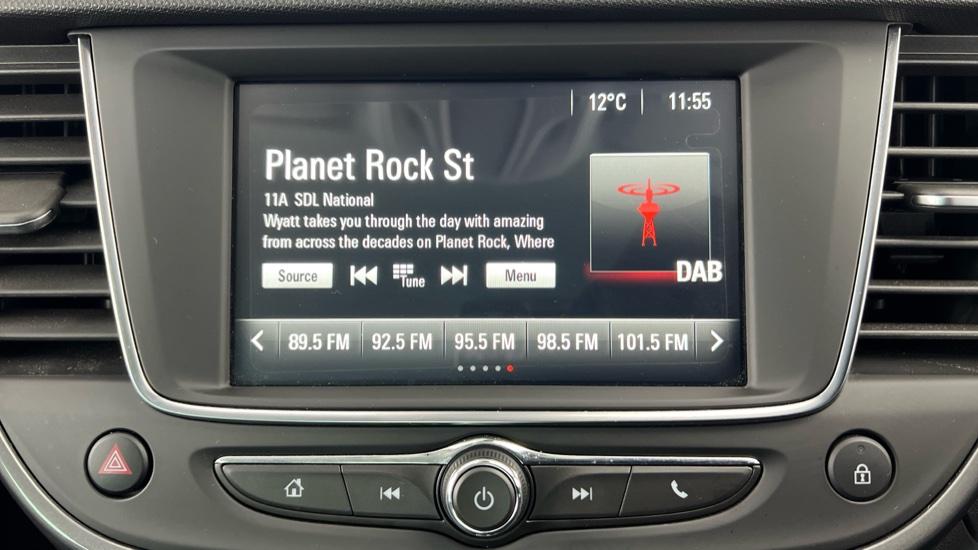 12°C 11:55
Planet Rock St
11A SDL National
Wyatt takes you through the day with amazing
from across the decades on Planet Rock, Where
Source Tune Menu
DAB
89.5 FM 92.5 FM 95.5 FM 98.5 FM 101.5 FM